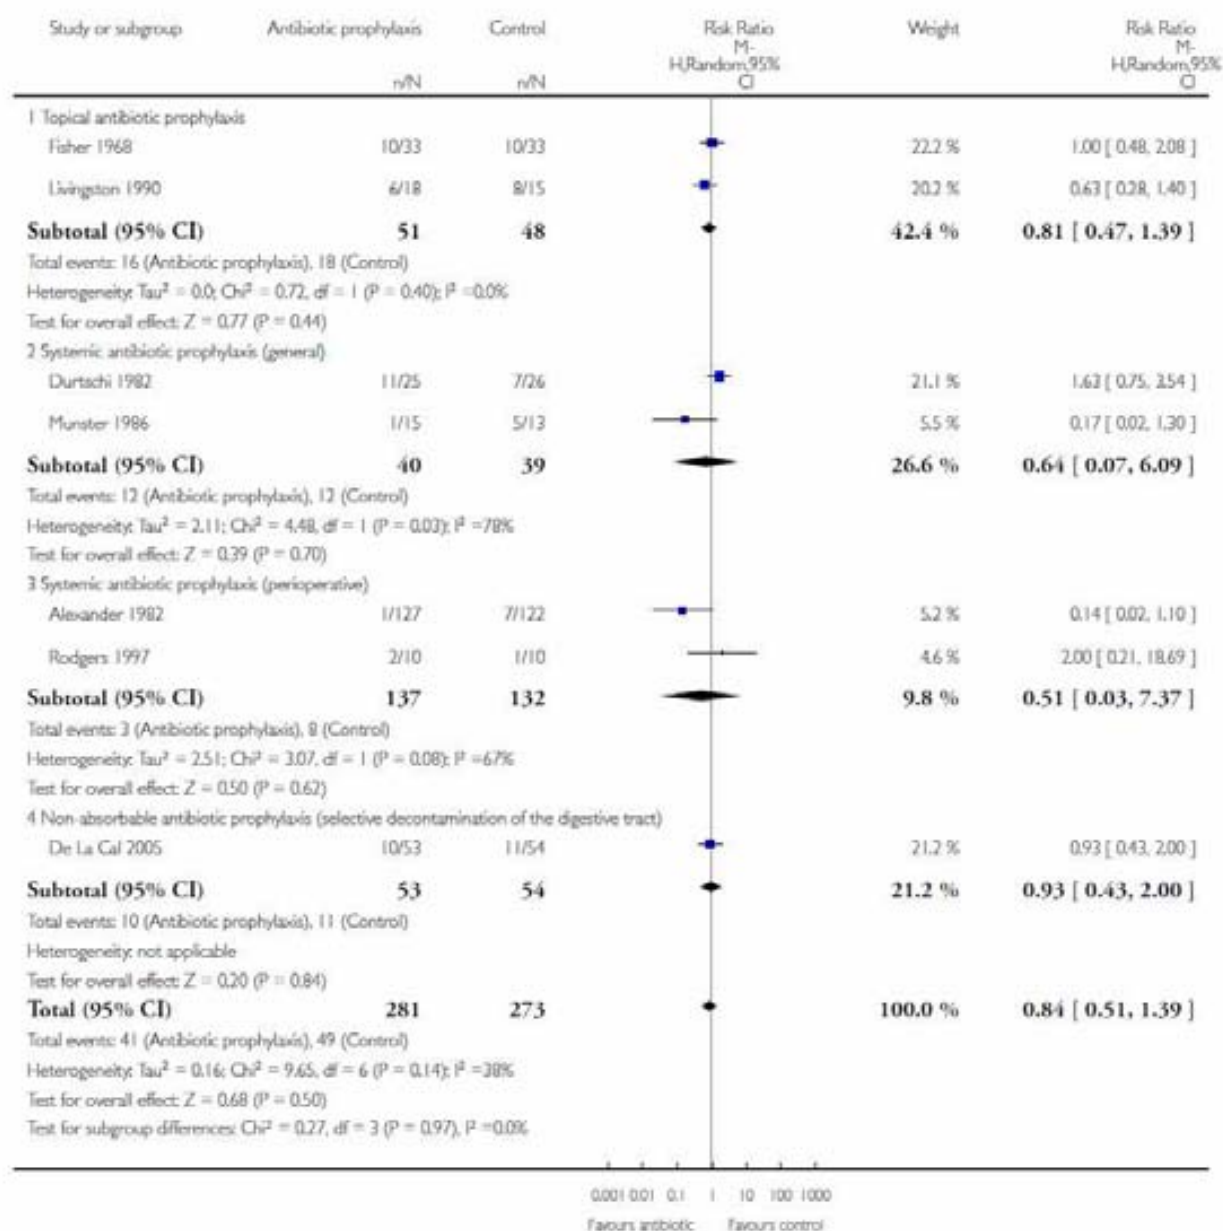 Study or subgroup Antibiotic prophylaxis Control Risk Ratio Weight Risk Ratio
M- M-
H,Random,95% H,Random,95%
n/N n/N CI CI
1 Topical antibiotic prophylaxis
Fisher 1968 10/33 10/33 22.2 % 1.00 [ 0.48, 2.08 ]
Livingston 1990 6/18 8/15 20.2 % 0.63 [ 0.28, 1.40 ]
Subtotal (95% CI) 51 48 42.4 % 0.81 [ 0.47, 1.39 ]
Total events: 16 (Antibiotic prophylaxis), 18 (Control)
Heterogeneity: Tau² = 0.0; Chi² = 0.72, df = 1 (P = 0.40); I² =0.0%
Test for overall effect: Z = 0.77 (P = 0.44)
2 Systemic antibiotic prophylaxis (general)
Durtschi 1982 11/25 7/26 21.1 % 1.63 [ 0.75, 3.54 ]
Munster 1986 1/15 5/13 5.5 % 0.17 [ 0.02, 1.30 ]
Subtotal (95% CI) 40 39 26.6 % 0.64 [ 0.07, 6.09 ]
Total events: 12 (Antibiotic prophylaxis), 12 (Control)
Heterogeneity: Tau² = 2.11; Chi² = 4.48, df = 1 (P = 0.03); I² =78%
Test for overall effect: Z = 0.39 (P = 0.70)
3 Systemic antibiotic prophylaxis (perioperative)
Alexander 1982 1/127 7/122 5.2 % 0.14 [ 0.02, 1.10 ]
Rodgers 1997 2/10 1/10 4.6 % 2.00 [ 0.21, 18.69 ]
Subtotal (95% CI) 137 132 9.8 % 0.51 [ 0.03, 7.37 ]
Total events: 3 (Antibiotic prophylaxis), 8 (Control)
Heterogeneity: Tau² = 2.51; Chi² = 3.07, df = 1 (P = 0.08); I² =67%
Test for overall effect: Z = 0.50 (P = 0.62)
4 Non-absorbable antibiotic prophylaxis (selective decontamination of the digestive tract)
De La Cal 2005 10/53 11/54 21.2 % 0.93 [ 0.43, 2.00 ]
Subtotal (95% CI) 53 54 21.2 % 0.93 [ 0.43, 2.00 ]
Total events: 10 (Antibiotic prophylaxis), 11 (Control)
Heterogeneity: not applicable
Test for overall effect: Z = 0.20 (P = 0.84)
Total (95% CI) 281 273 100.0 % 0.84 [ 0.51, 1.39 ]
Total events: 41 (Antibiotic prophylaxis), 49 (Control)
Heterogeneity: Tau² = 0.16; Chi² = 9.65, df = 6 (P = 0.14); I² =38%
Test for overall effect: Z = 0.68 (P = 0.50)
Test for subgroup differences: Chi² = 0.27, df = 3 (P = 0.97), I² =0.0%
0.001 0.01 0.1 1 10 100 1000
Favours antibiotic Favours control